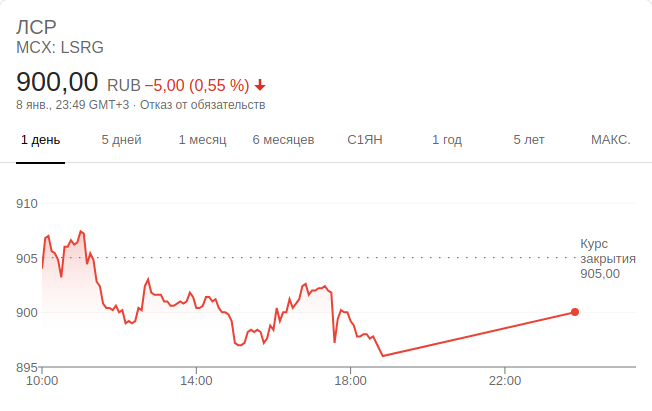 ЛСР
MCX: LSRG
900,00 RUB −5,00 (0,55 %)
8 янв., 23:49 GMT+3 · Отказ от обязательств
1 день 5 дней 1 месяц 6 месяцев С1ЯН 1 год 5 лет МАКС.
910
905
900
895
Курс
закрытия
905,00
10:00 14:00 18:00 22:00